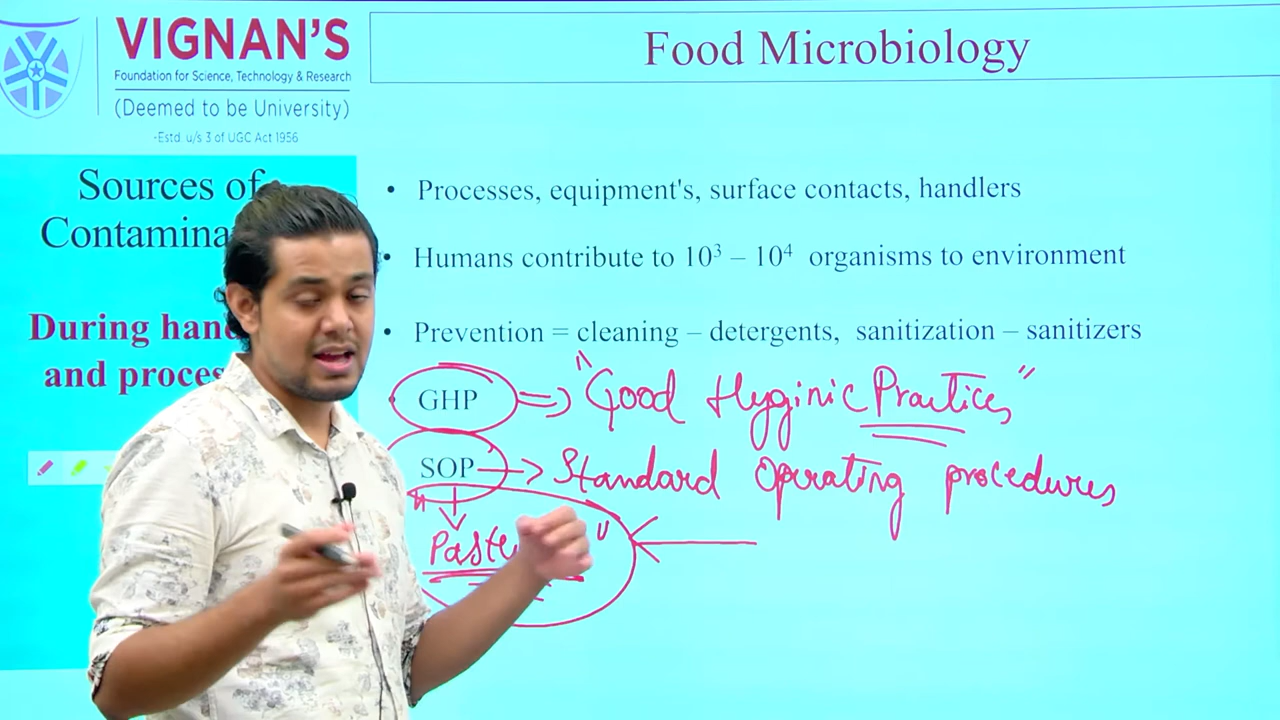 VIGNAN'S
Foundation for Science, Technology & Research
(Deemed to be University)
-Estd. u/s 3 of UGC Act 1956
Food Microbiology
Sources of
Contamina
During hand
and proces
• Processes, equipment's, surface contacts, handlers
• Humans contribute to 10³ – 10⁴ organisms to environment
• Prevention = cleaning – detergents, sanitization – sanitizers
• GHP => "Good Hyginic Practices"
SOP -> Standard Operating procedures
"Paste "